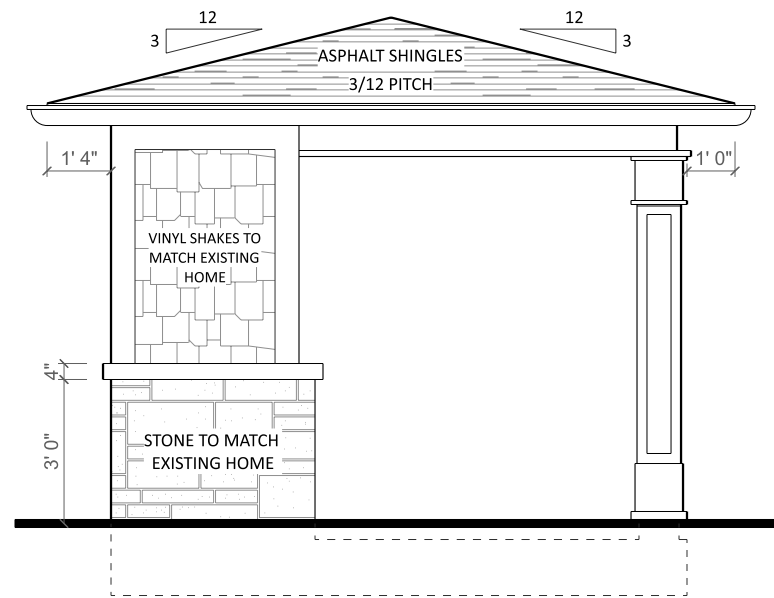 12
12
3
3
ASPHALT SHINGLES
3/12 PITCH
1' 4"
1' 0"
VINYL SHAKES TO
MATCH EXISTING
HOME
4"
3' 0"
STONE TO MATCH
EXISTING HOME